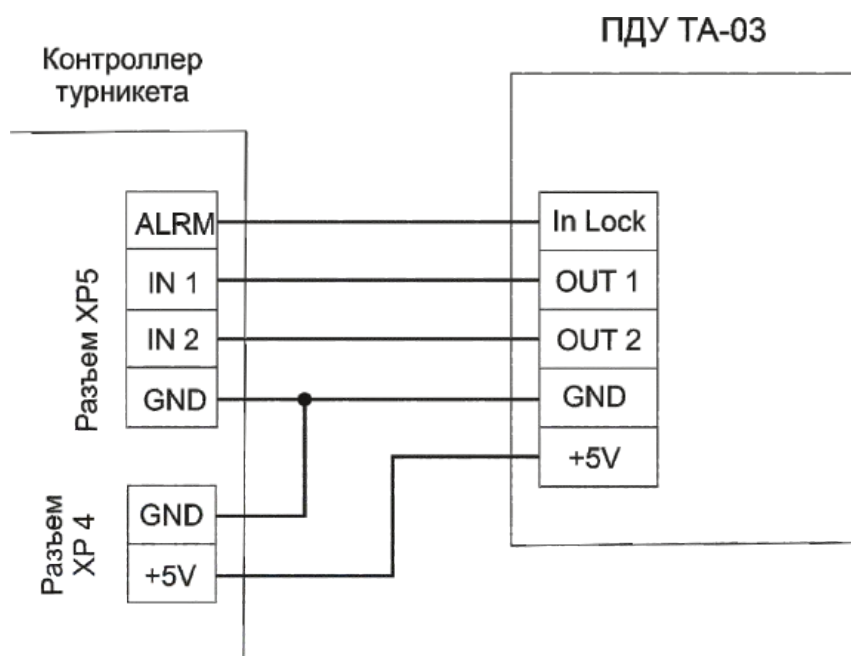 ПДУ ТА-03
Контроллер
турникета
Разъем XP5
ALRM
IN 1
IN 2
GND
In Lock
OUT 1
OUT 2
GND
+5V
Разъем
XP 4
GND
+5V